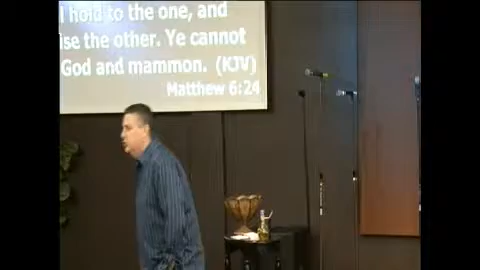 l hold to the one, and
ise the other. Ye cannot
God and mammon. (KJV)
Matthew 6:24